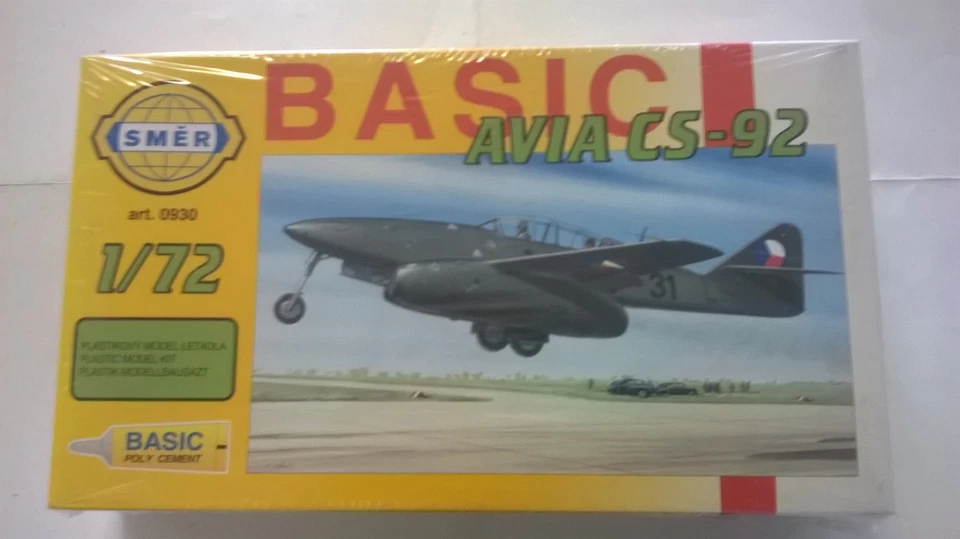 BASIC
AVIA CS-92
SMĚR
art. 0930
1/72
PLASTIKOVÝ MODEL LETADLA
PLASTIC MODEL KIT
PLASTIK MODELLBAUSAZT
BASIC
POLY CEMENT
31